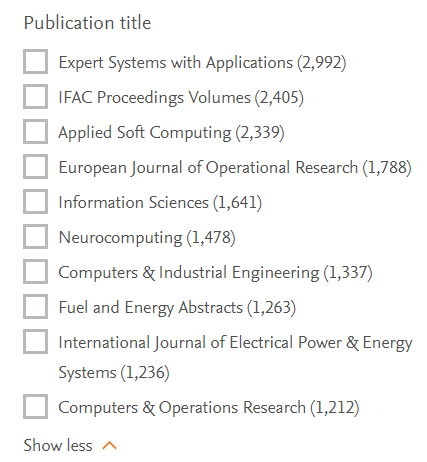 Publication title
Expert Systems with Applications (2,992)
IFAC Proceedings Volumes (2,405)
Applied Soft Computing (2,339)
European Journal of Operational Research (1,788)
Information Sciences (1,641)
Neurocomputing (1,478)
Computers & Industrial Engineering (1,337)
Fuel and Energy Abstracts (1,263)
International Journal of Electrical Power & Energy
Systems (1,236)
Computers & Operations Research (1,212)
Show less